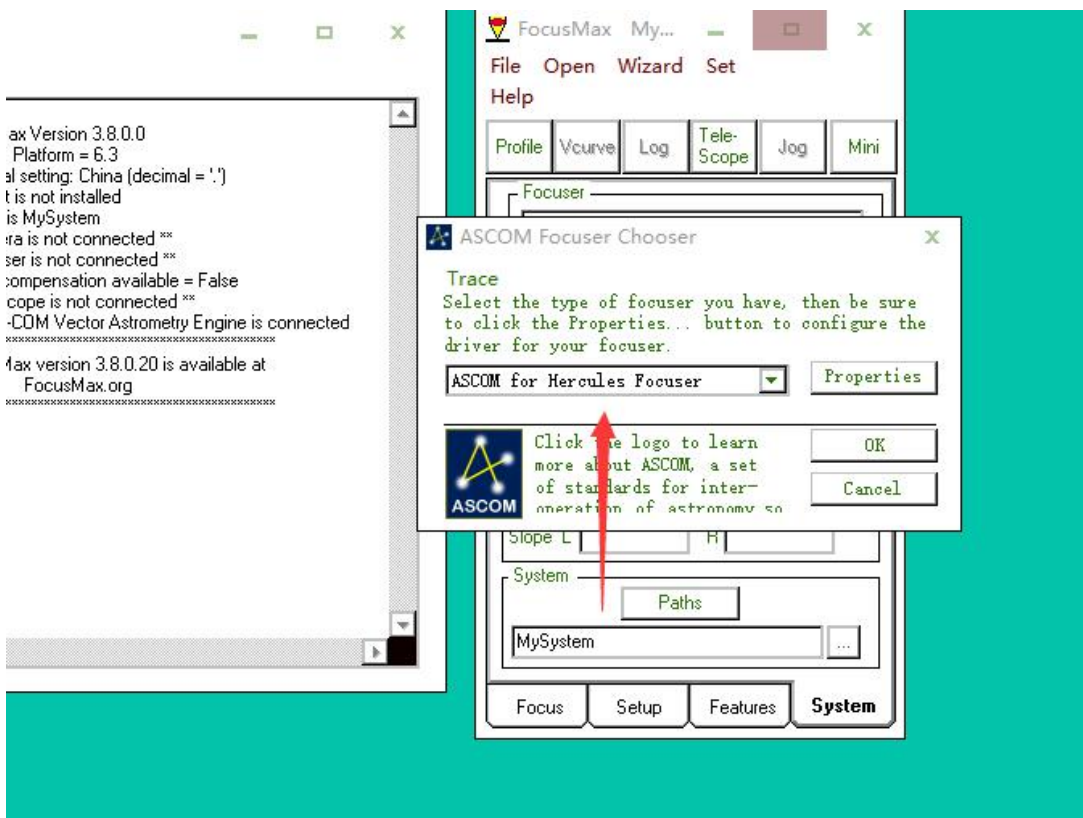 ax Version 3.8.0.0
Platform = 6.3
al setting: China (decimal = '.')
t is not installed
is MySystem
era is not connected **
ser is not connected **
compensation available = False
cope is not connected **
-COM Vector Astrometry Engine is connected
Max version 3.8.0.20 is available at
FocusMax.org
FocusMax My...
File Open Wizard Set
Help
Profile Vcurve Log Tele-Scope Jog Mini
Focuser
ASCOM Focuser Chooser
Trace
Select the type of focuser you have, then be sure
to click the Properties... button to configure the
driver for your focuser.
ASCOM for Hercules Focuser
Properties
Click the logo to learn
more about ASCOM, a set
of standards for inter-
operation of astronomy so
ASCOM
OK
Cancel
Slope L R
System
Paths
MySystem
...
Focus Setup Features System